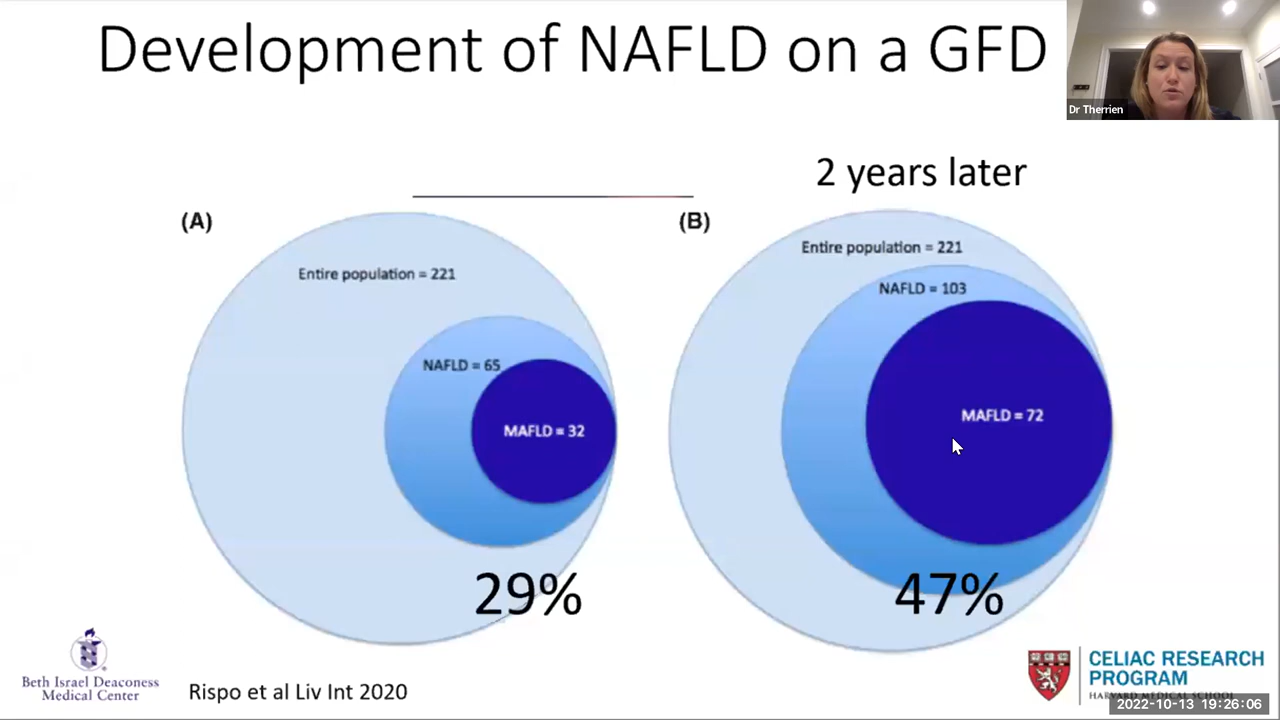 Development of NAFLD on a GFD
Dr Therrien
2 years later
(A)
(B)
Entire population = 221
NAFLD = 65
MAFLD = 32
29%
Entire population = 221
NAFLD = 103
MAFLD = 72
47%
Beth Israel Deaconess
Medical Center
Rispo et al Liv Int 2020
CELIAC RESEARCH
PROGRAM
HARVARD MEDICAL SCHOOL
2022-10-13 19:26:06